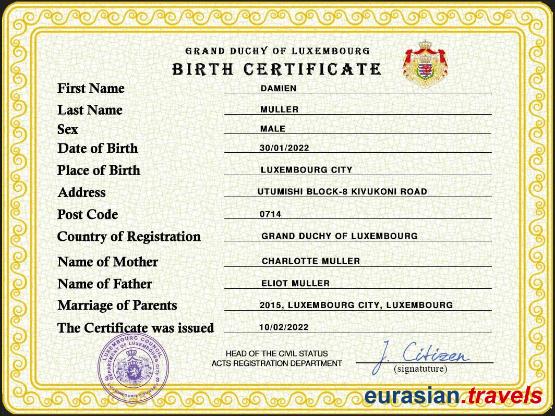 GRAND DUCHY OF LUXEMBOURG
BIRTH CERTIFICATE
First Name DAMIEN
Last Name MULLER
Sex MALE
Date of Birth 30/01/2022
Place of Birth LUXEMBOURG CITY
Address UTUMISHI BLOCK-8 KIVUKONI ROAD
Post Code 0714
Country of Registration GRAND DUCHY OF LUXEMBOURG
Name of Mother CHARLOTTE MULLER
Name of Father ELIOT MULLER
Marriage of Parents 2015, LUXEMBOURG CITY, LUXEMBOURG
The Certificate was issued 10/02/2022
LUXEMBOURG COUNCIL
HEAD OF THE CIVIL STATUS
ACTS REGISTRATION DEPARTMENT
J. Citizen
(signatuture)
eurasian.travels